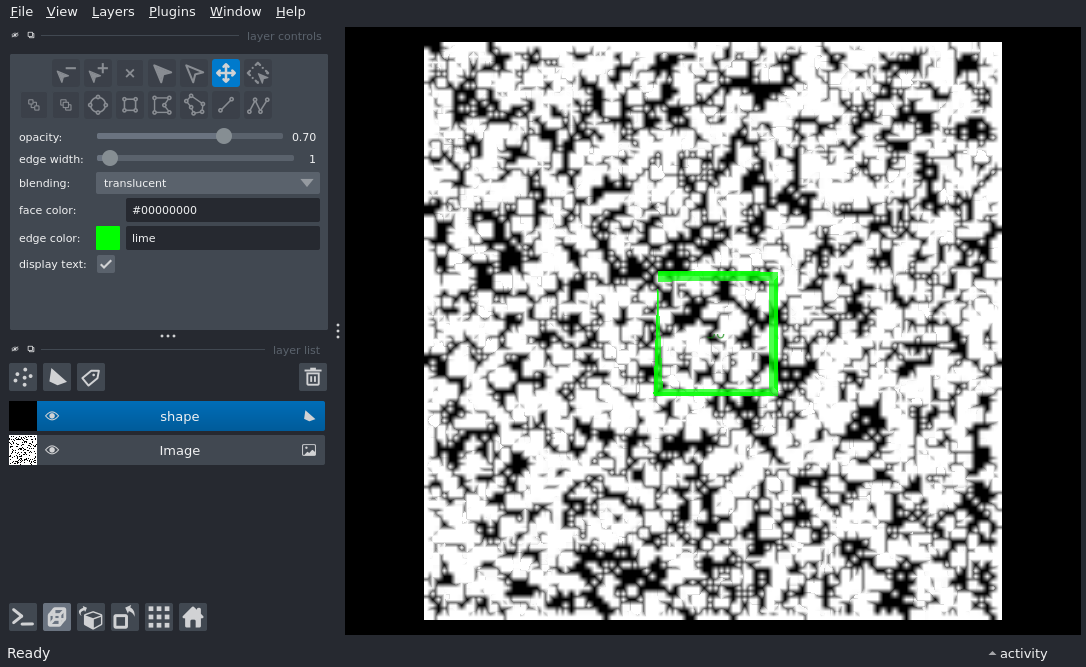 File View Layers Plugins Window Help
layer controls
opacity: 0.70
edge width: 1
blending: translucent
face color: #00000000
edge color: lime
display text:
layer list
shape
Image
Ready
activity